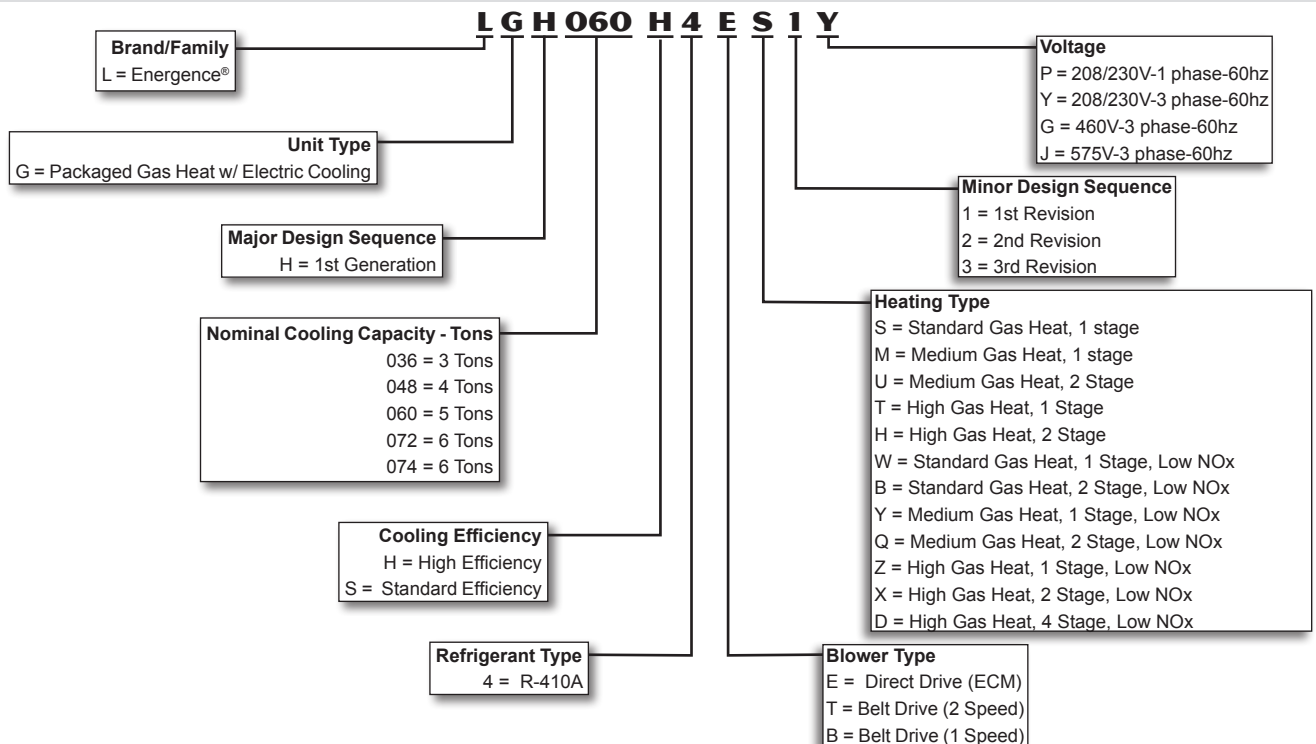 L G H 060 H 4 E S 1 Y
Brand/Family
L = Energence®
Unit Type
G = Packaged Gas Heat w/ Electric Cooling
Major Design Sequence
H = 1st Generation
Nominal Cooling Capacity - Tons
036 = 3 Tons
048 = 4 Tons
060 = 5 Tons
072 = 6 Tons
074 = 6 Tons
Cooling Efficiency
H = High Efficiency
S = Standard Efficiency
Refrigerant Type
4 = R-410A
Voltage
P = 208/230V-1 phase-60hz
Y = 208/230V-3 phase-60hz
G = 460V-3 phase-60hz
J = 575V-3 phase-60hz
Minor Design Sequence
1 = 1st Revision
2 = 2nd Revision
3 = 3rd Revision
Heating Type
S = Standard Gas Heat, 1 stage
M = Medium Gas Heat, 1 stage
U = Medium Gas Heat, 2 Stage
T = High Gas Heat, 1 Stage
H = High Gas Heat, 2 Stage
W = Standard Gas Heat, 1 Stage, Low NOx
B = Standard Gas Heat, 2 Stage, Low NOx
Y = Medium Gas Heat, 1 Stage, Low NOx
Q = Medium Gas Heat, 2 Stage, Low NOx
Z = High Gas Heat, 1 Stage, Low NOx
X = High Gas Heat, 2 Stage, Low NOx
D = High Gas Heat, 4 Stage, Low NOx
Blower Type
E = Direct Drive (ECM)
T = Belt Drive (2 Speed)
B = Belt Drive (1 Speed)